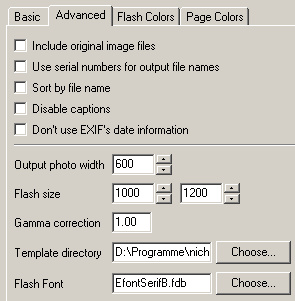 Basic Advanced Flash Colors Page Colors
Include original image files
Use serial numbers for output file names
Sort by file name
Disable captions
Don't use EXIF's date information
Output photo width 600
Flash size 1000 1200
Gamma correction 1.00
Template directory D:\Programme\nich Choose...
Flash Font EfontSerifB.fdb Choose...